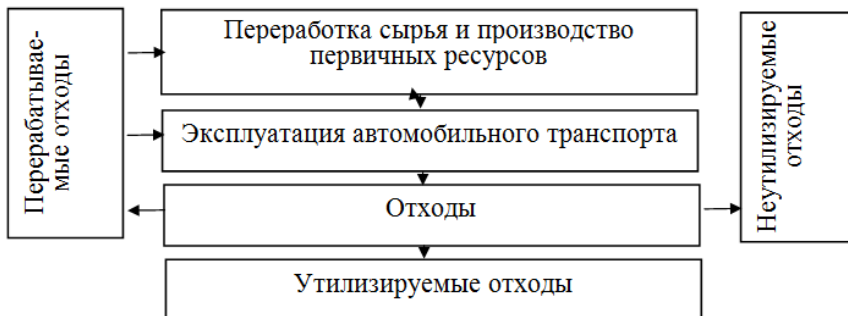 Перерабатывае-
мые отходы
Переработка сырья и производство
первичных ресурсов
Эксплуатация автомобильного транспорта
Отходы
Утилизируемые отходы
Неутилизируемые
отходы